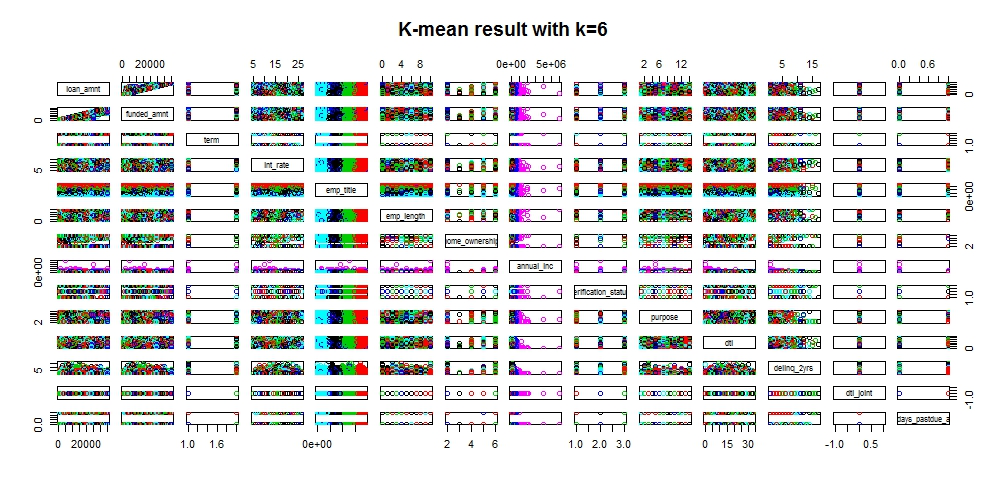 K-mean result with k=6
0 20000
5 15 25
0 4 8
0e+00 5e+06
2 6 12
5 15
0.0 0.6
loan_amnt
0
funded_amnt
0
term
1.0
int_rate
5
emp_title
0e+00
emp_length
0
ome_ownership
2
annual_inc
0e+00
erification_statu
1.0
purpose
2
dti
0
delinq_2yrs
5
dti_joint
-1.0
days_pastdue_a
0.0
0 20000
1.0 1.6
0e+00
2 4 6
1.0 2.0 3.0
0 15 30
-1.0 0.5